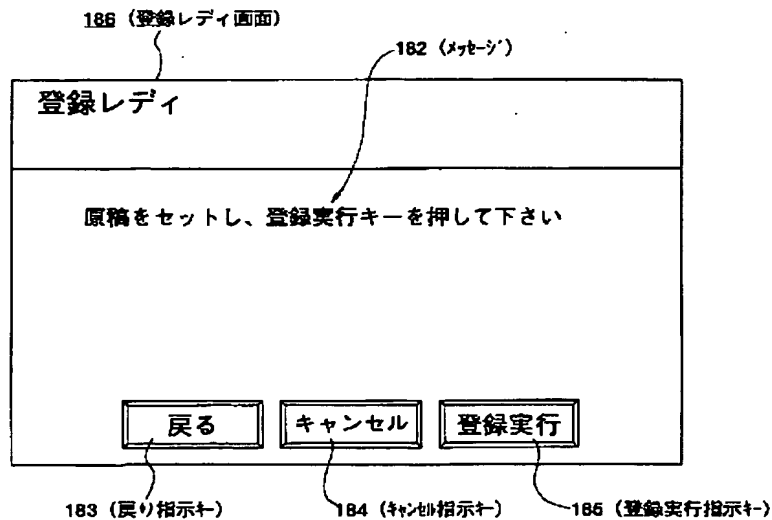 186（登録レディ画面）
182（メッセージ）
登録レディ
原稿をセットし、登録実行キーを押して下さい
戻る
キャンセル
登録実行
183（戻り指示キー）
184（キャンセル指示キー）
185（登録実行指示キー）